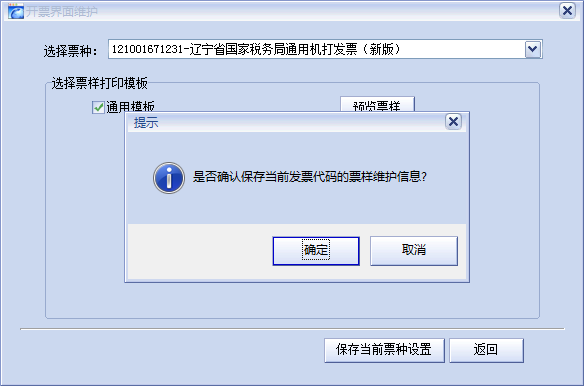 开票界面维护
选择票种：
121001671231-辽宁省国家税务局通用机打发票（新版）
选择票样打印模板
通用模板
预览票样
提示
是否确认保存当前发票代码的票样维护信息?
确定
取消
保存当前票种设置
返回